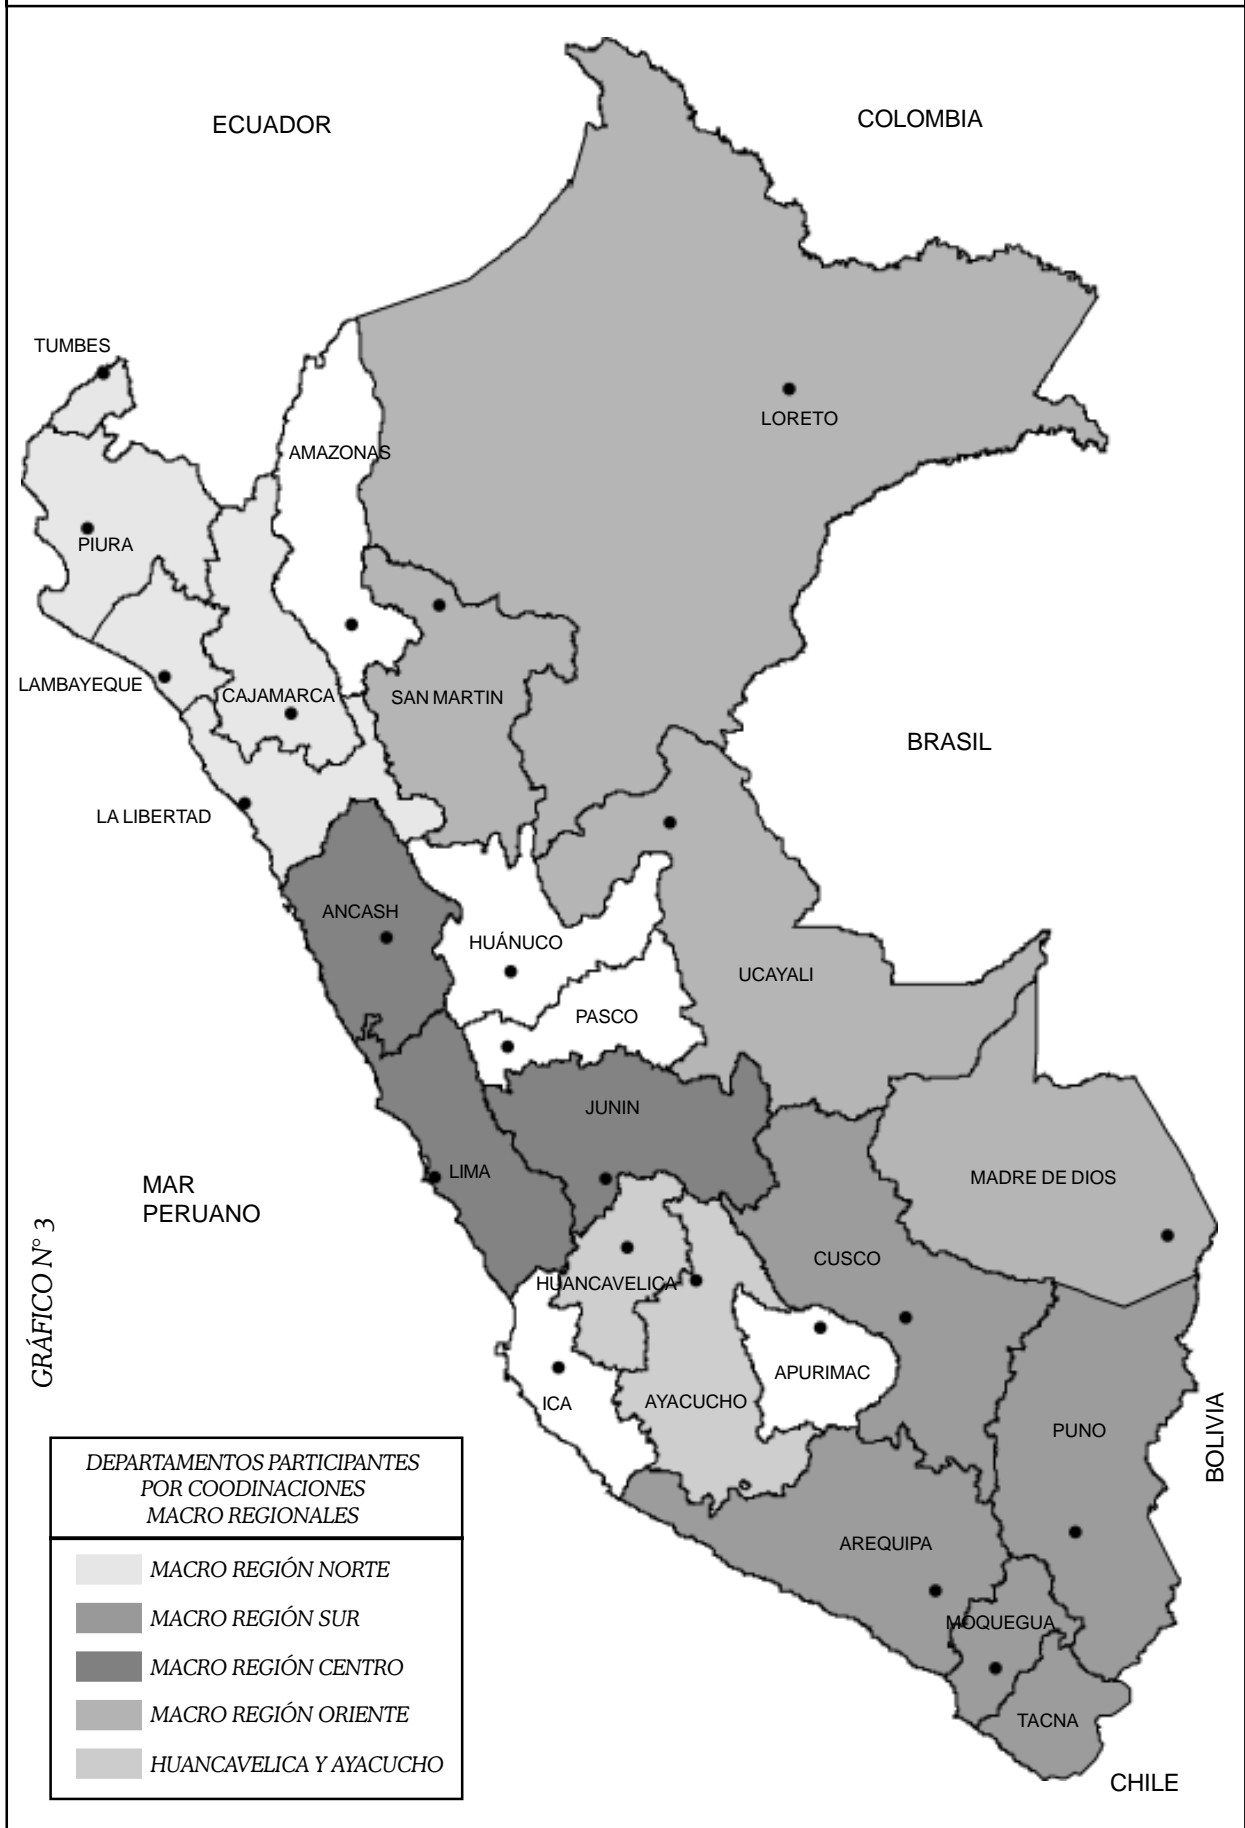 ECUADOR
COLOMBIA
TUMBES
LORETO
AMAZONAS
PIURA
LAMBAYEQUE
CAJAMARCA
SAN MARTIN
BRASIL
LA LIBERTAD
ANCASH
HUÁNUCO
UCAYALI
PASCO
JUNIN
LIMA
MADRE DE DIOS
MAR
PERUANO
CUSCO
HUANCAVELICA
GRÁFICO N° 3
APURIMAC
ICA
AYACUCHO
PUNO
BOLIVIA
AREQUIPA
MOQUEGUA
TACNA
CHILE
DEPARTAMENTOS PARTICIPANTES
POR COODINACIONES
MACRO REGIONALES
MACRO REGIÓN NORTE
MACRO REGIÓN SUR
MACRO REGIÓN CENTRO
MACRO REGIÓN ORIENTE
HUANCAVELICA Y AYACUCHO